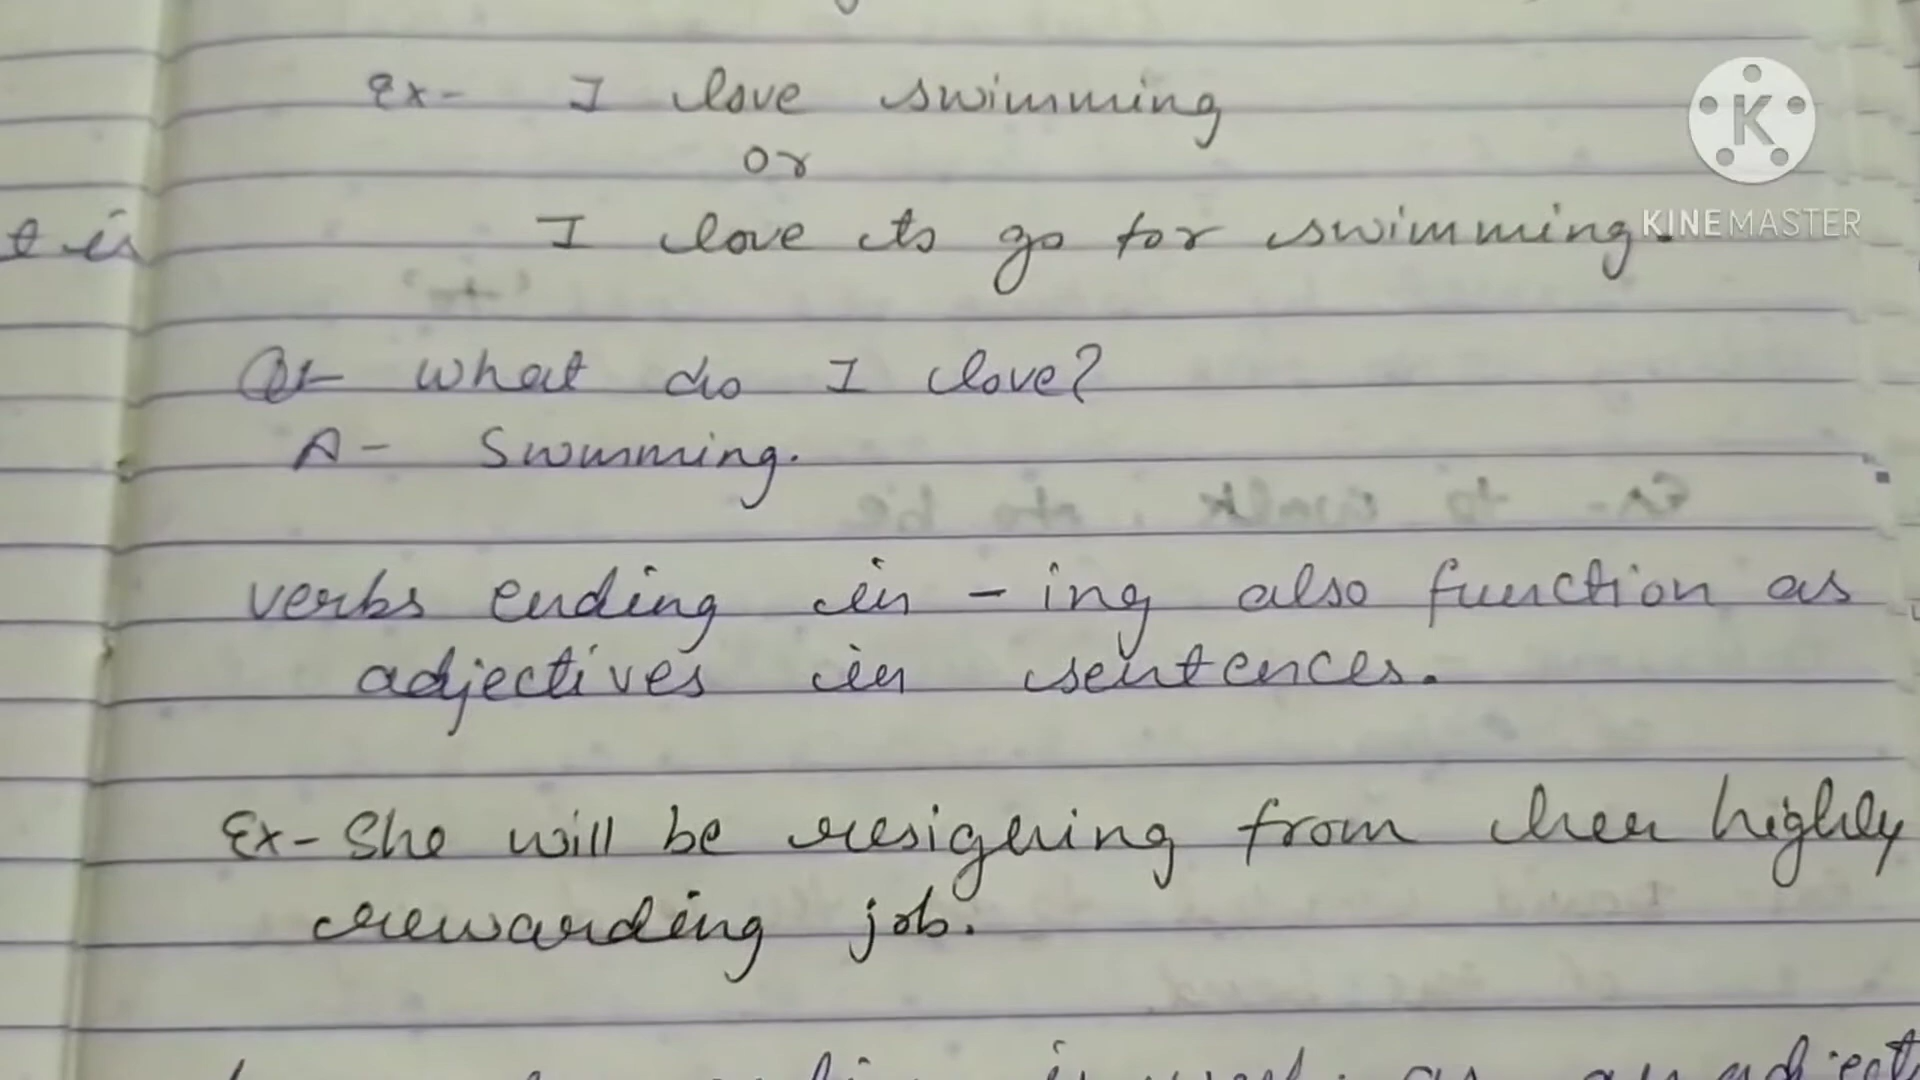 Ex- I love swimming
or
I love to go for swimming.
Q- What do I love?
A- Swimming.
verbs ending in -ing also function as
adjectives in sentences.
Ex- She will be resigning from her highly
rewarding job.
KINEMASTER